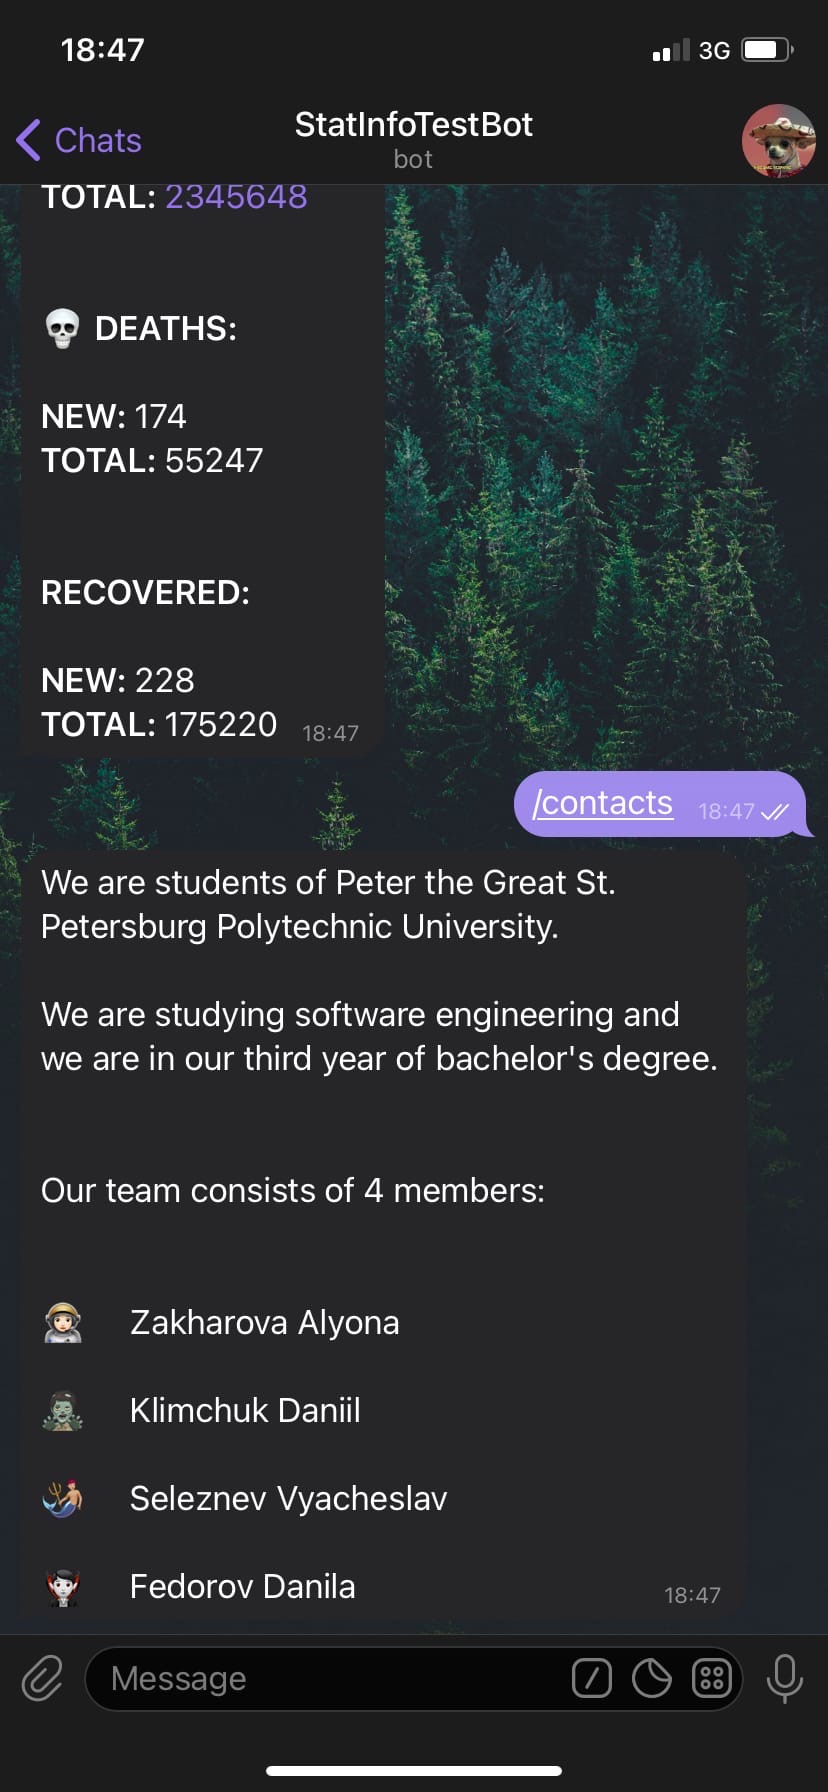 18:47
3G
Chats
StatInfoTestBot
bot
TOTAL: 2345648
DEATHS:
NEW: 174
TOTAL: 55247
RECOVERED:
NEW: 228
TOTAL: 175220 18:47
/contacts 18:47
We are students of Peter the Great St.
Petersburg Polytechnic University.
We are studying software engineering and
we are in our third year of bachelor's degree.
Our team consists of 4 members:
Zakharova Alyona
Klimchuk Daniil
Seleznev Vyacheslav
Fedorov Danila 18:47
Message